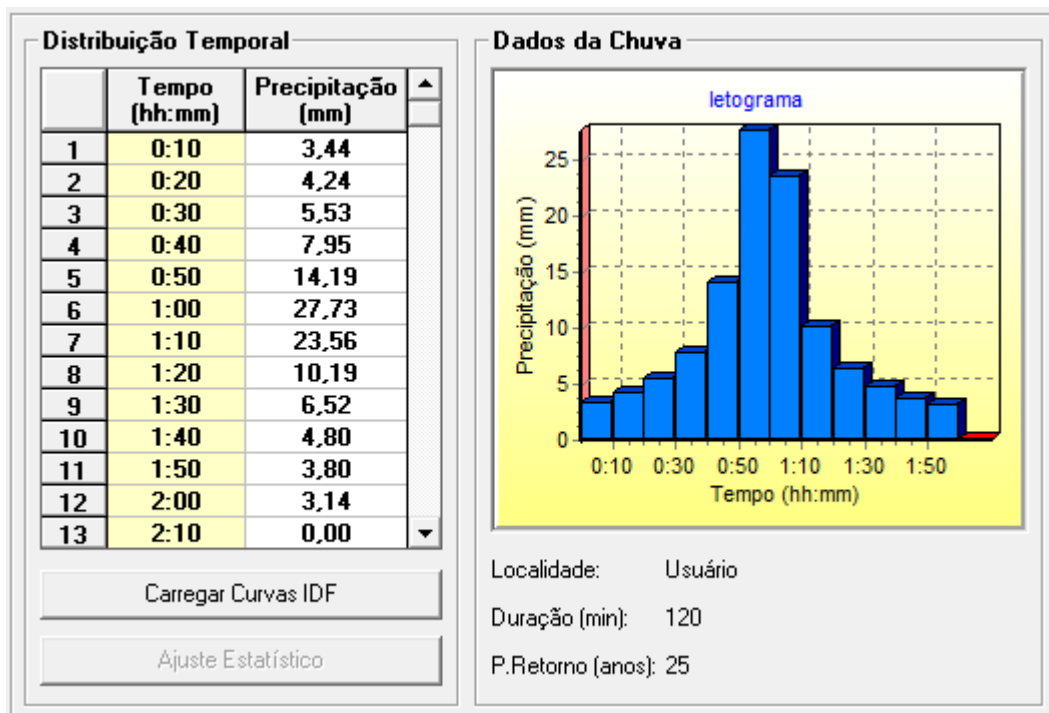 Distribuição Temporal
Tempo (hh:mm) Precipitação (mm)
1 0:10 3,44
2 0:20 4,24
3 0:30 5,53
4 0:40 7,95
5 0:50 14,19
6 1:00 27,73
7 1:10 23,56
8 1:20 10,19
9 1:30 6,52
10 1:40 4,80
11 1:50 3,80
12 2:00 3,14
13 2:10 0,00
Carregar Curvas IDF
Ajuste Estatístico
Dados da Chuva
Ietograma
Precipitação (mm)
25
20
15
10
5
0
0:10 0:30 0:50 1:10 1:30 1:50
Tempo (hh:mm)
Localidade: Usuário
Duração (min): 120
P.Retorno (anos): 25